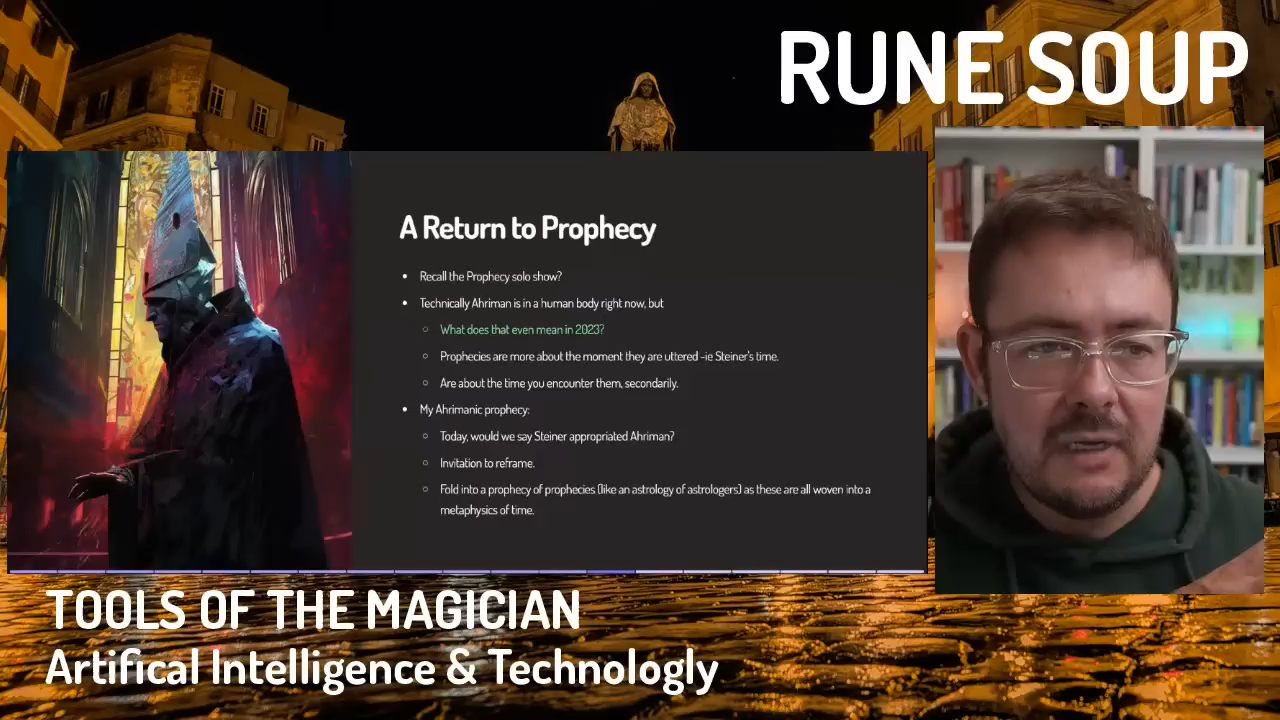 RUNE SOUP
A Return to Prophecy
Recall the Prophecy solo show?
Technically Ahriman is in a human body right now, but
What does that even mean in 2023?
Prophecies are more about the moment they are uttered -ie Steiner's time.
Are about the time you encounter them, secondarily.
My Ahrimanic prophecy:
Today, would we say Steiner appropriated Ahriman?
Invitation to reframe.
Fold into a prophecy of prophecies (like an astrology of astrologers) as these are all woven into a
metaphysics of time.
TOOLS OF THE MAGICIAN
Artifical Intelligence & Technologly